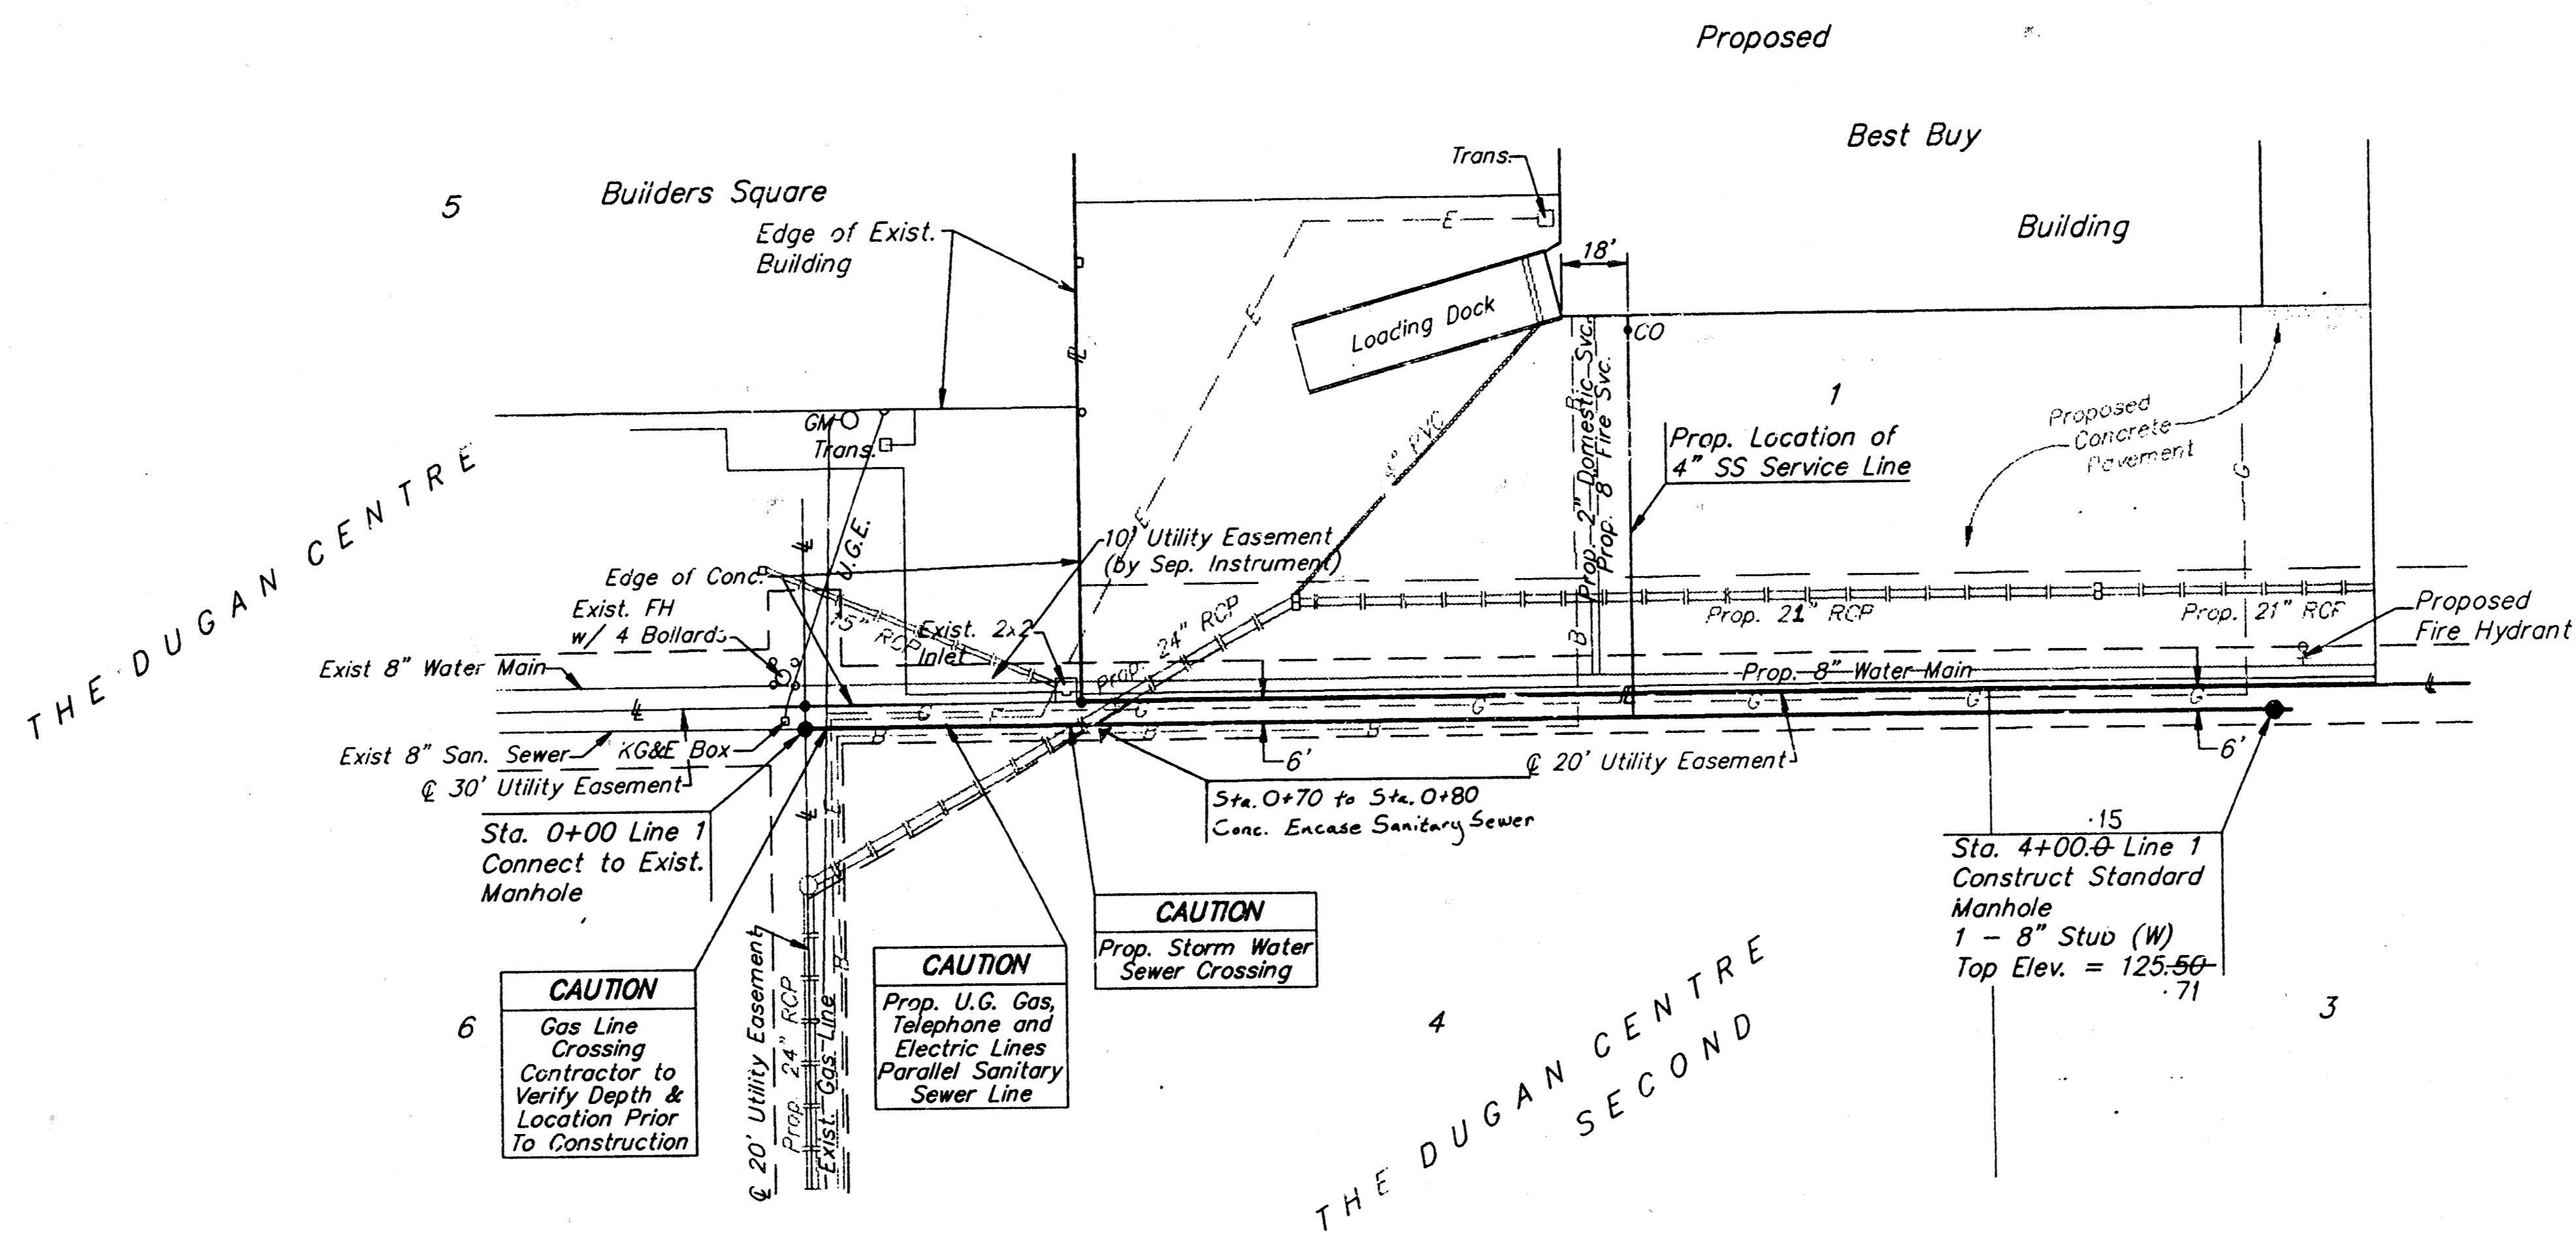 Proposed
Best Buy
Building
5
Builders Square
Edge of Exist.
Building
Trans.
E
18'
Loading Dock
E
CO
1
Proposed
Concrete
Pavement
GM
Trans.
4" PVC
Prop. 2" Domestic Svc.
Prop. 8" Fire Svc.
Prop. Location of
4" SS Service Line
G
THE DUGAN CENTRE
U.G.E.
E
10' Utility Easement
(by Sep. Instrument)
Edge of Conc.
Exist. FH
w/ 4 Bollards
15" RCP
Exist. 2x2
Inlet
Prop. 24" RCP
Prop. 21" RCP
Prop. 21" RCP
Proposed
Fire Hydrant
Exist 8" Water Main
Prop. 8" Water Main
G
G
G
G
G
G
Exist 8" San. Sewer
KG&E Box
℄ 30' Utility Easement
6'
℄ 20' Utility Easement
6'
Sta. 0+70 to Sta. 0+80
Conc. Encase Sanitary Sewer
Sta. 0+00 Line 1
Connect to Exist.
Manhole
.15
Sta. 4+00.0 Line 1
Construct Standard
Manhole
1 - 8" Stub (W)
Top Elev. = 125.50
.71
CAUTION
Prop. Storm Water
Sewer Crossing
CAUTION
Prop. U.G. Gas,
Telephone and
Electric Lines
Parallel Sanitary
Sewer Line
CAUTION
Gas Line
Crossing
Contractor to
Verify Depth &
Location Prior
To Construction
6
℄ 20' Utility Easement
Prop. 24" RCP
Exist. Gas Line
4
3
THE DUGAN CENTRE
SECOND